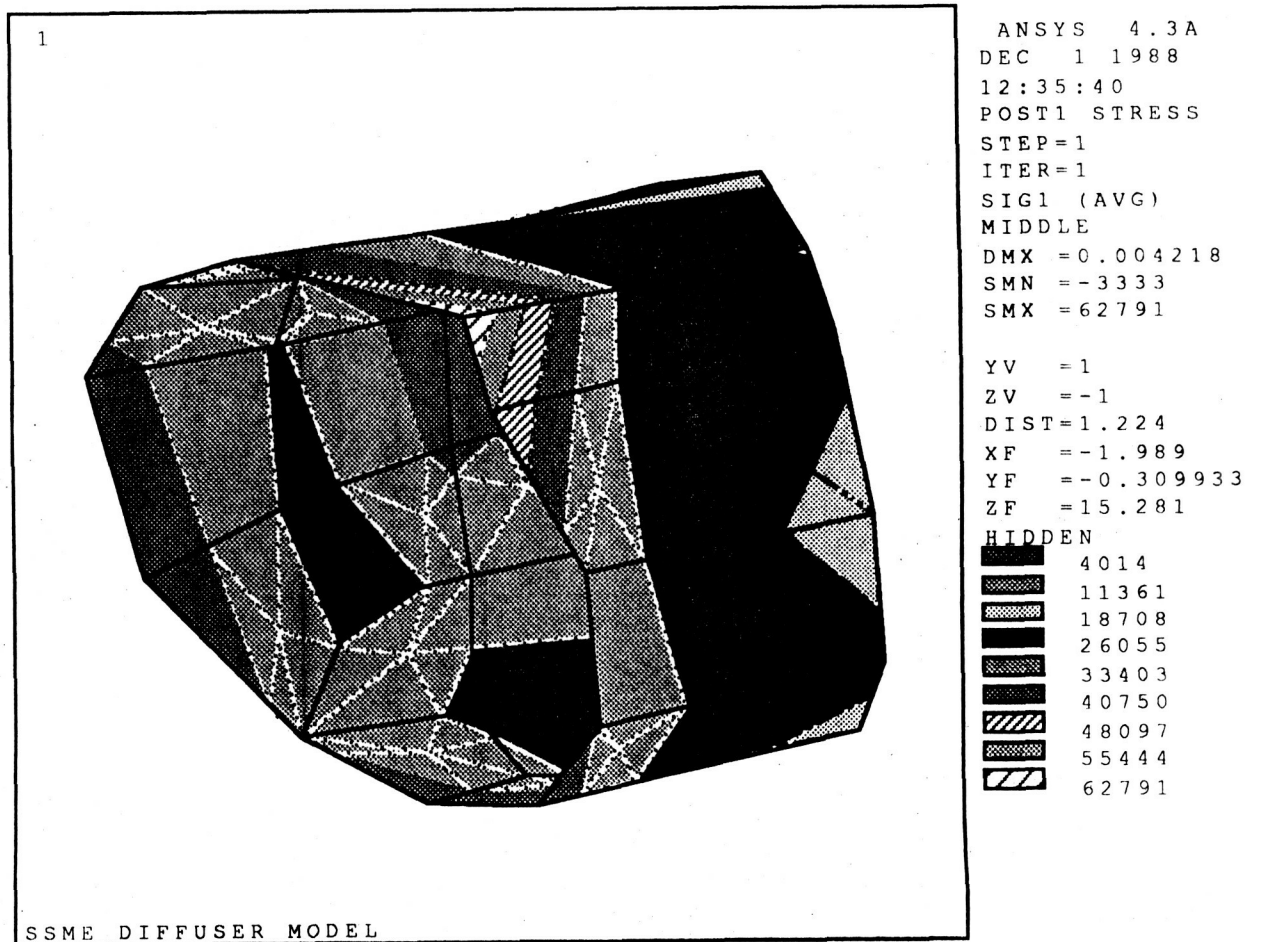 1
ANSYS 4.3A
DEC 1 1988
12:35:40
POST1 STRESS
STEP=1
ITER=1
SIG1 (AVG)
MIDDLE
DMX =0.004218
SMN =-3333
SMX =62791
YV =1
ZV =-1
DIST=1.224
XF =-1.989
YF =-0.309933
ZF =15.281
HIDDEN
4014
11361
18708
26055
33403
40750
48097
55444
62791
SSME DIFFUSER MODEL